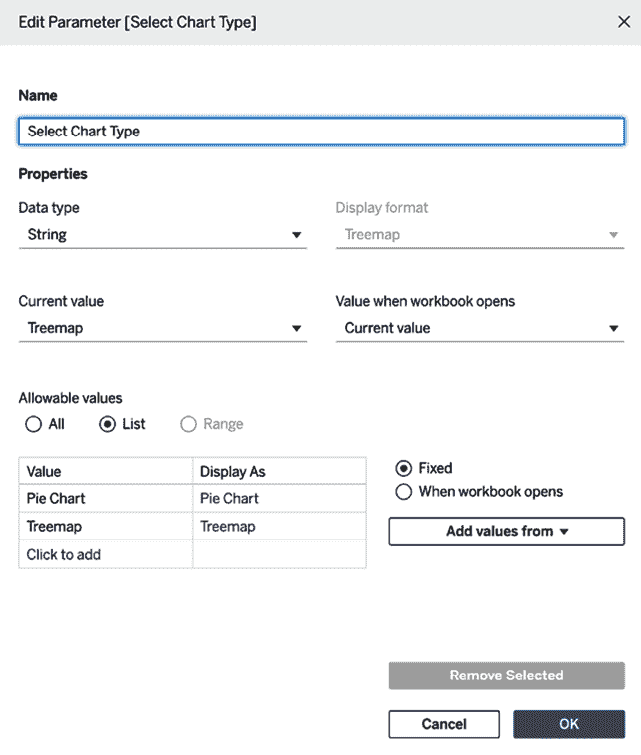 Edit Parameter [Select Chart Type]
Name
Select Chart Type
Properties
Data type
Display format
String
Treemap
Current value
Value when workbook opens
Treemap
Current value
Allowable values
All List Range
Value Display As
Pie Chart Pie Chart
Treemap Treemap
Click to add
Fixed
When workbook opens
Add values from
Remove Selected
Cancel OK